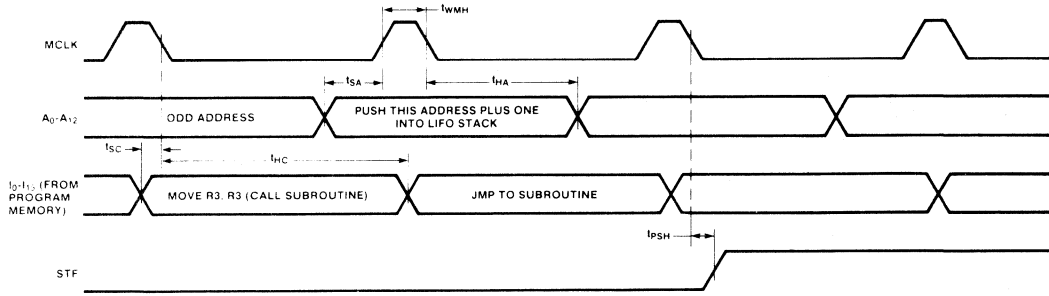 tWMH
MCLK
tSA
tHA
A0-A12
ODD ADDRESS
PUSH THIS ADDRESS PLUS ONE
INTO LIFO STACK
tSC
tHC
I0-I15 (FROM
PROGRAM
MEMORY)
MOVE R3, R3 (CALL SUBROUTINE)
JMP TO SUBROUTINE
tPSH
STF